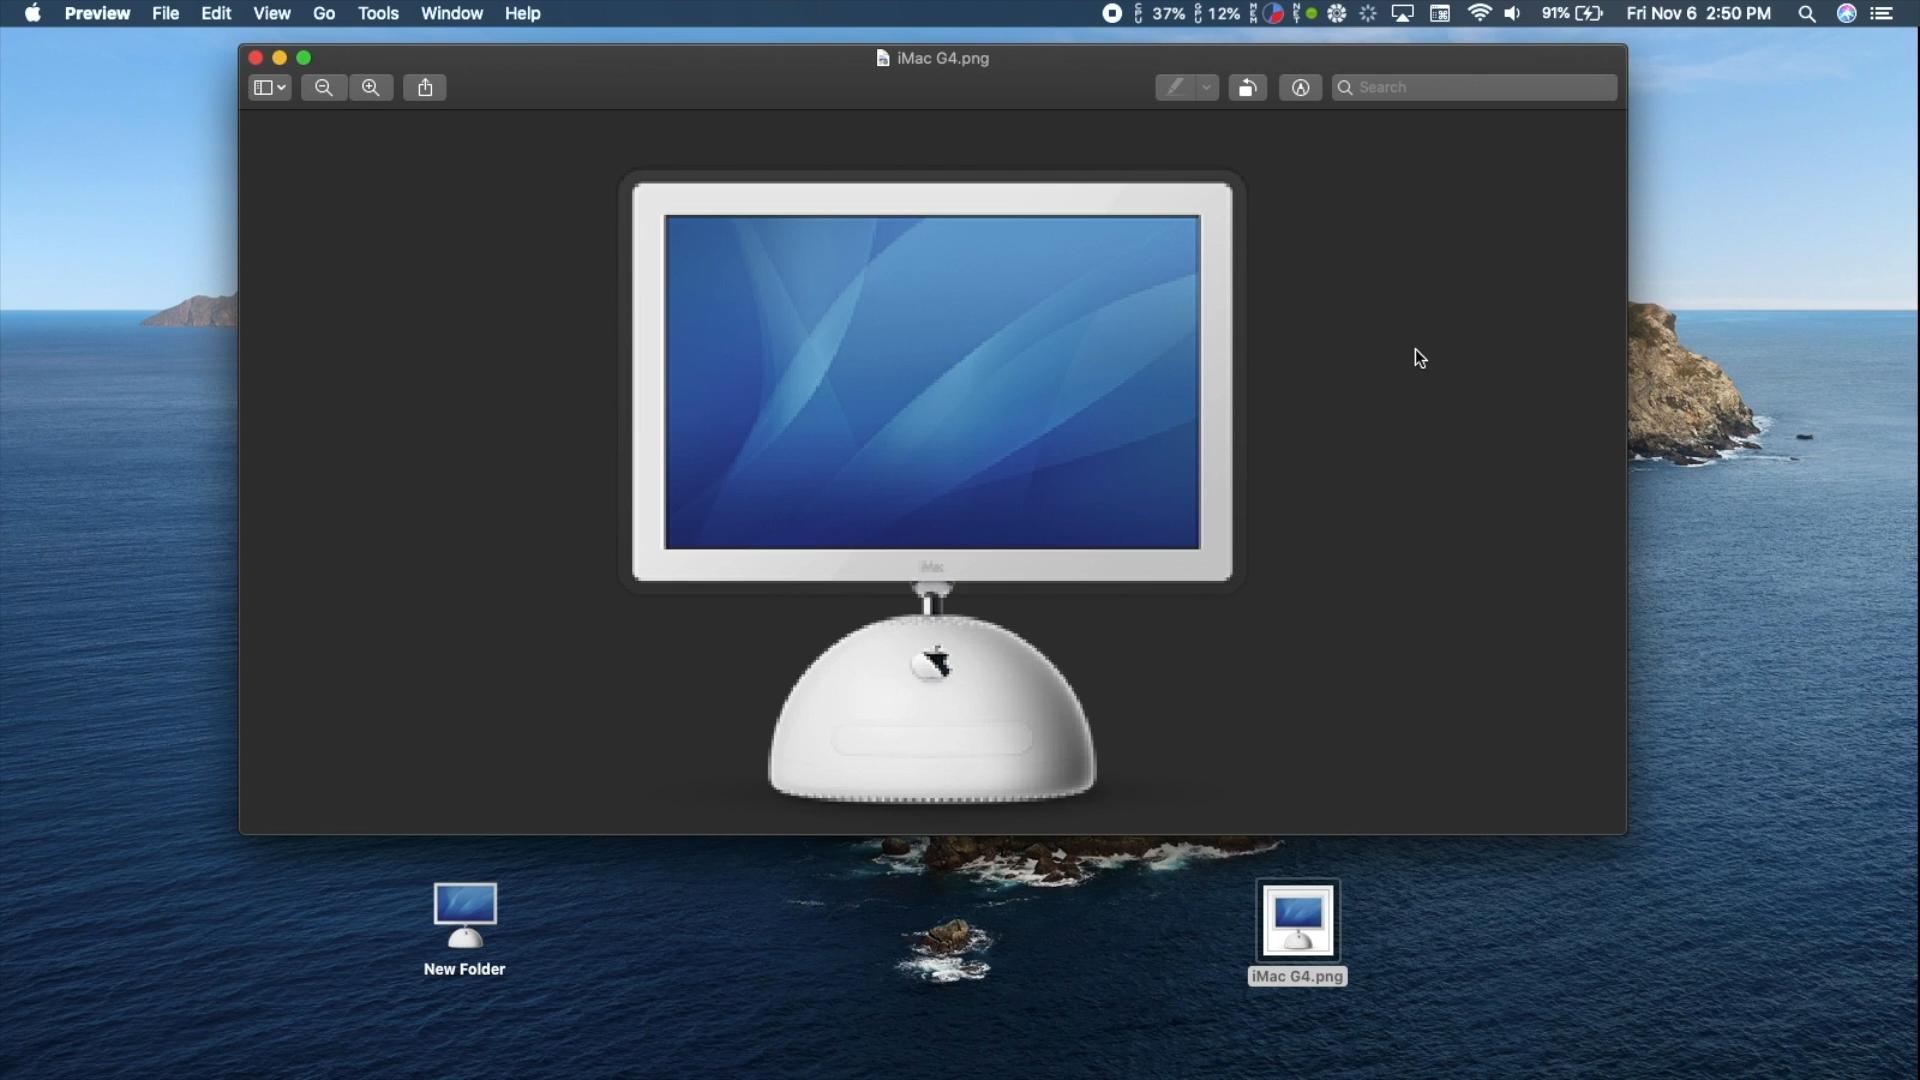 Preview File Edit View Go Tools Window Help 37% 12% 91% Fri Nov 6 2:50 PM
iMac G4.png
Search
iMac
New Folder
iMac G4.png